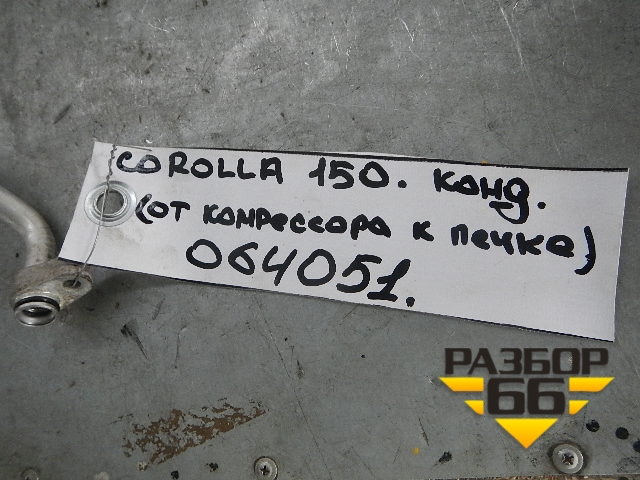 COROLLA 150. конд.
(от компрессора к печке)
064051.
РАЗБОР
66